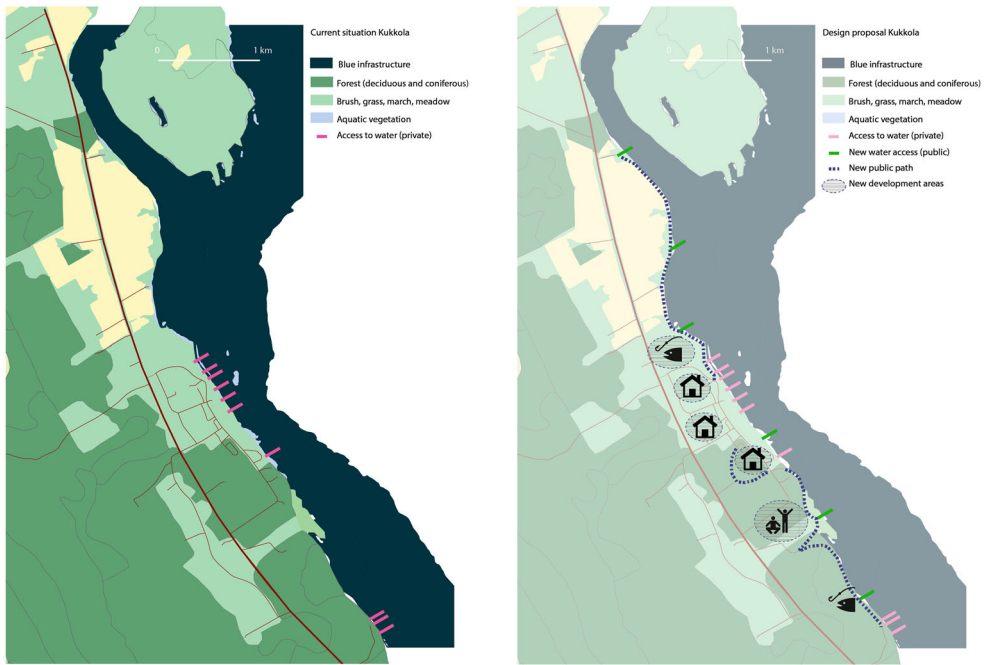 Current situation Kukkola
0 1 km
Blue infrastructure
Forest (deciduous and coniferous)
Brush, grass, march, meadow
Aquatic vegetation
Access to water (private)
Design proposal Kukkola
0 1 km
Blue infrastructure
Forest (deciduous and coniferous)
Brush, grass, march, meadow
Aquatic vegetation
Access to water (private)
New water access (public)
New public path
New development areas